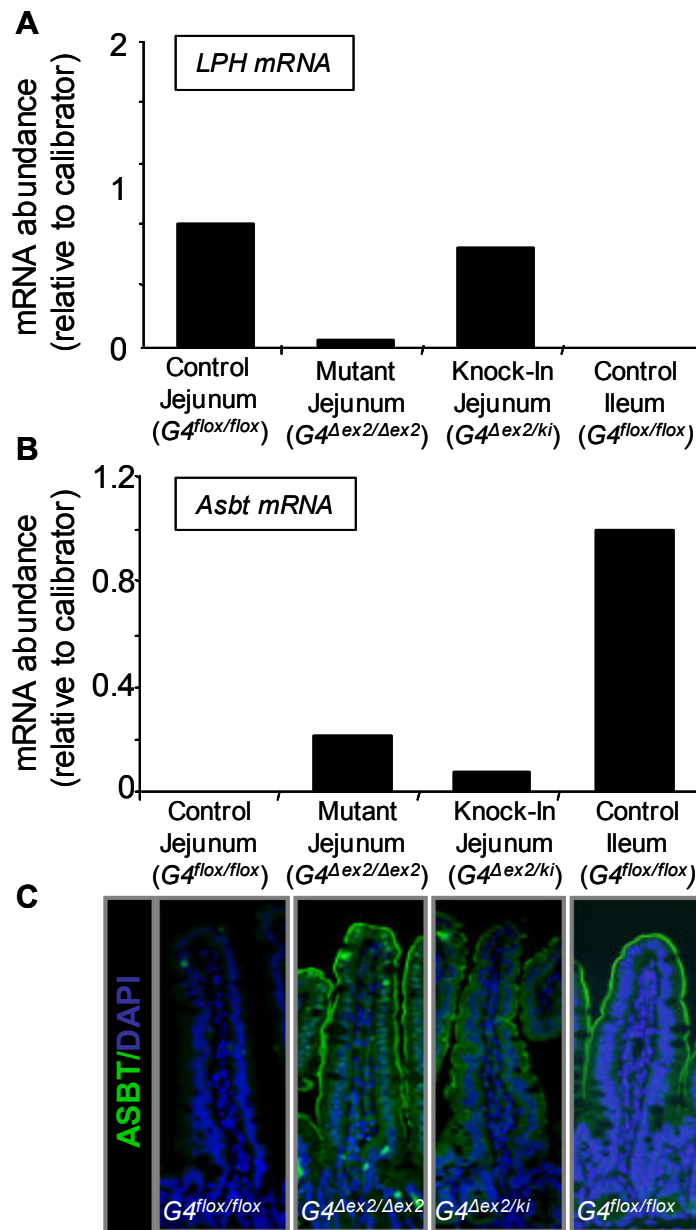 A
LPH mRNA
mRNA abundance
(relative to calibrator)
2
1
0
Control
Jejunum
(G4flox/flox)
Mutant
Jejunum
(G4Δex2/Δex2)
Knock-In
Jejunum
(G4Δex2/ki)
Control
Ileum
(G4flox/flox)
B
Asbt mRNA
mRNA abundance
(relative to calibrator)
1.2
0.8
0.4
0
Control
Jejunum
(G4flox/flox)
Mutant
Jejunum
(G4Δex2/Δex2)
Knock-In
Jejunum
(G4Δex2/ki)
Control
Ileum
(G4flox/flox)
C
ASBT/DAPI
G4flox/flox
G4Δex2/Δex2
G4Δex2/ki
G4flox/flox